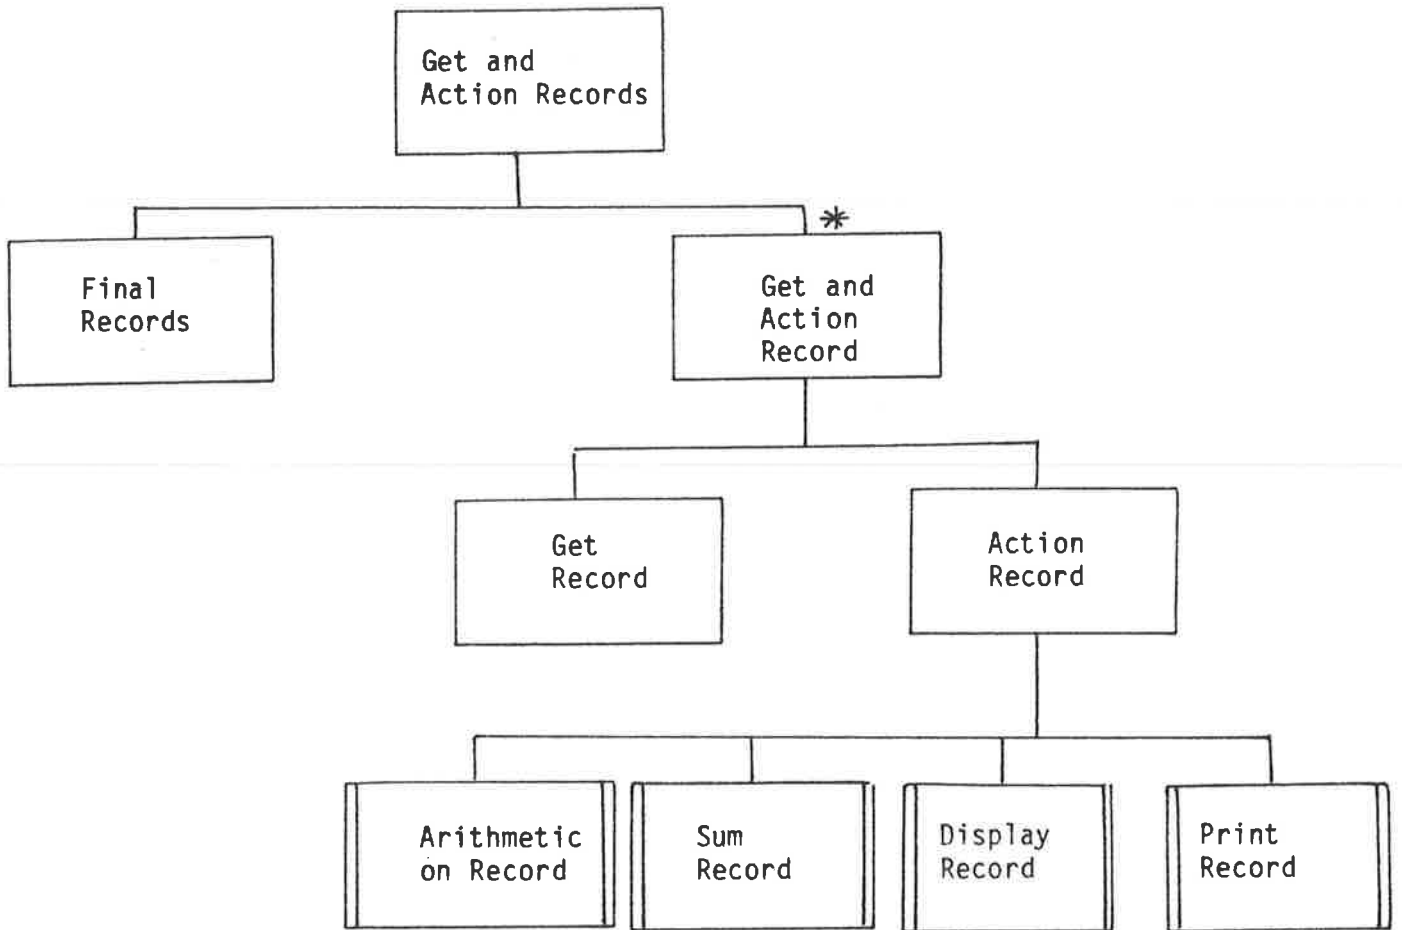 Get and
Action Records
*
Final
Records
Get and
Action
Record
Get
Record
Action
Record
Arithmetic
on Record
Sum
Record
Display
Record
Print
Record